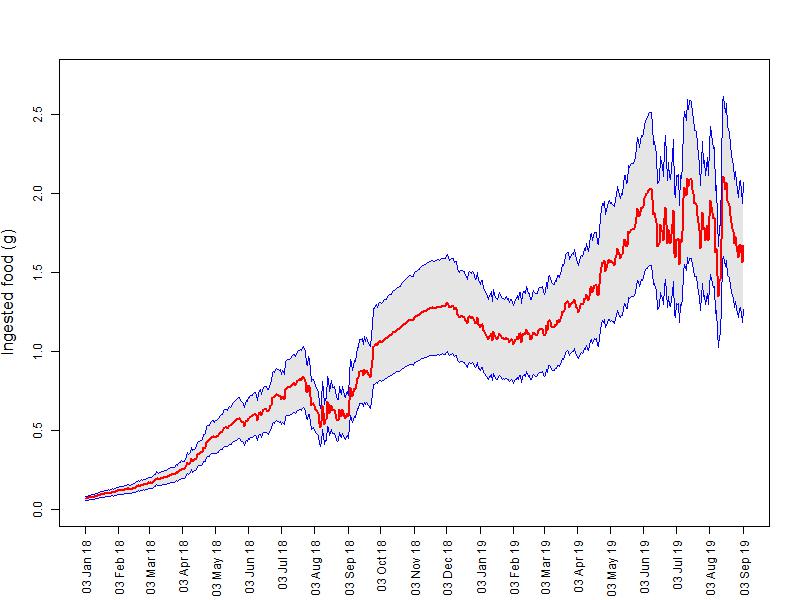 Ingested food (g)
2.5
2.0
1.5
1.0
0.5
0.0
03 Jan 18
03 Feb 18
03 Mar 18
03 Apr 18
03 May 18
03 Jun 18
03 Jul 18
03 Aug 18
03 Sep 18
03 Oct 18
03 Nov 18
03 Dec 18
03 Jan 19
03 Feb 19
03 Mar 19
03 Apr 19
03 May 19
03 Jun 19
03 Jul 19
03 Aug 19
03 Sep 19